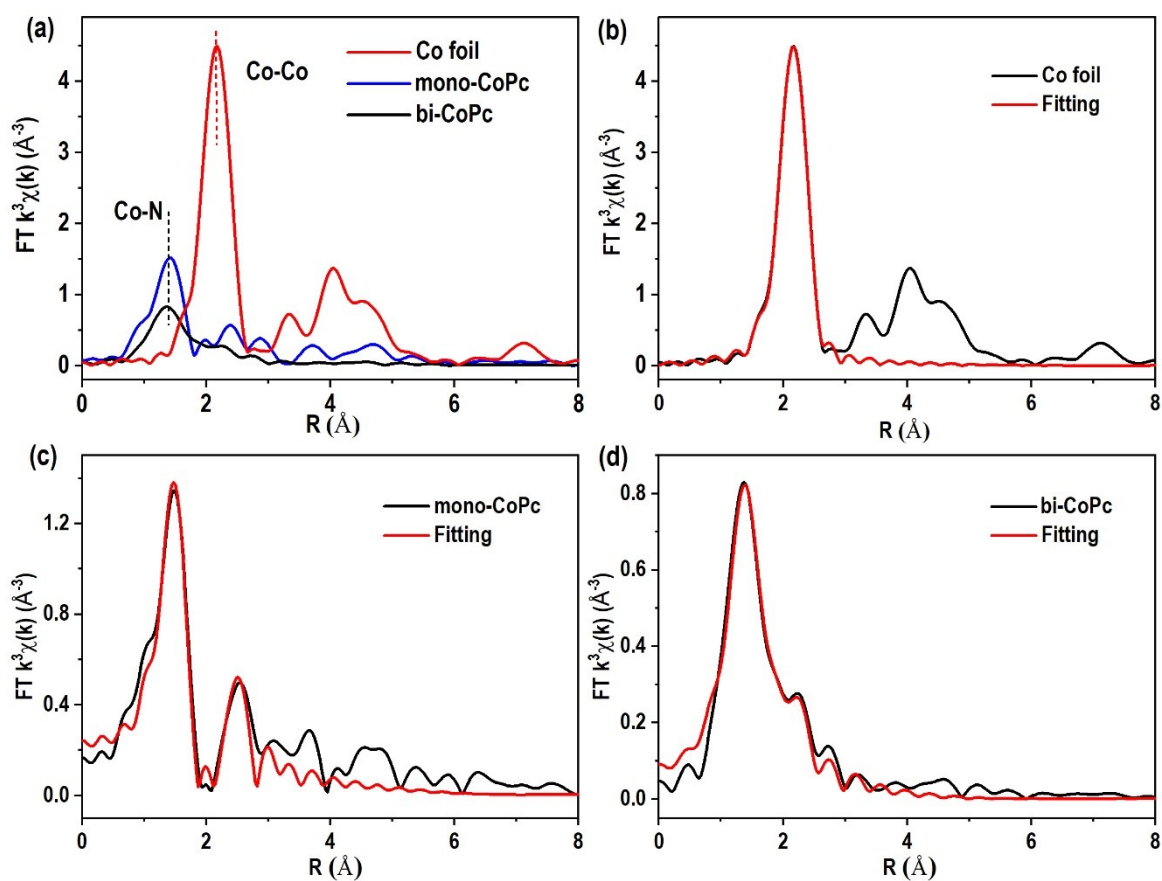 (a)
Co foil
mono-CoPc
bi-CoPc
Co-Co
Co-N
FT k³χ(k) (Å⁻³)
4
3
2
1
0
0 2 4 6 8
R (Å)
(b)
Co foil
Fitting
FT k³χ(k) (Å⁻³)
4
3
2
1
0
0 2 4 6 8
R (Å)
(c)
mono-CoPc
Fitting
FT k³χ(k) (Å⁻³)
1.2
0.8
0.4
0.0
0 2 4 6 8
R (Å)
(d)
bi-CoPc
Fitting
FT k³χ(k) (Å⁻³)
0.8
0.6
0.4
0.2
0.0
0 2 4 6 8
R (Å)